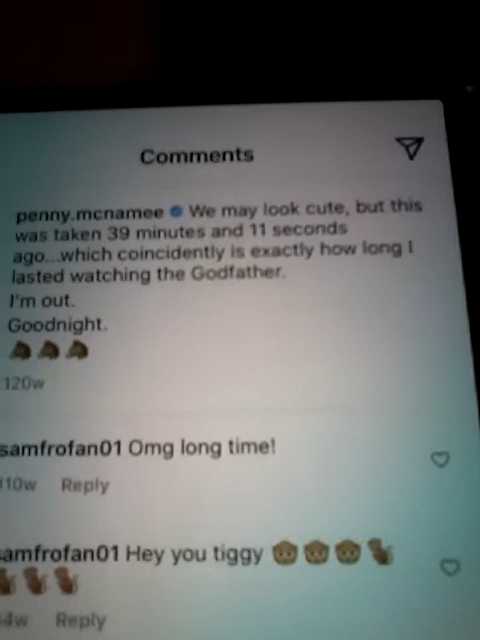 Comments
penny.mcnamee We may look cute, but this
was taken 39 minutes and 11 seconds
ago...which coincidently is exactly how long I
lasted watching the Godfather.
I'm out.
Goodnight.
🐴🐴🐴
120w
samfrofan01 Omg long time!
110w Reply
amfrofan01 Hey you tiggy 🐵🐵🐵👋
👋👋👋
4w Reply